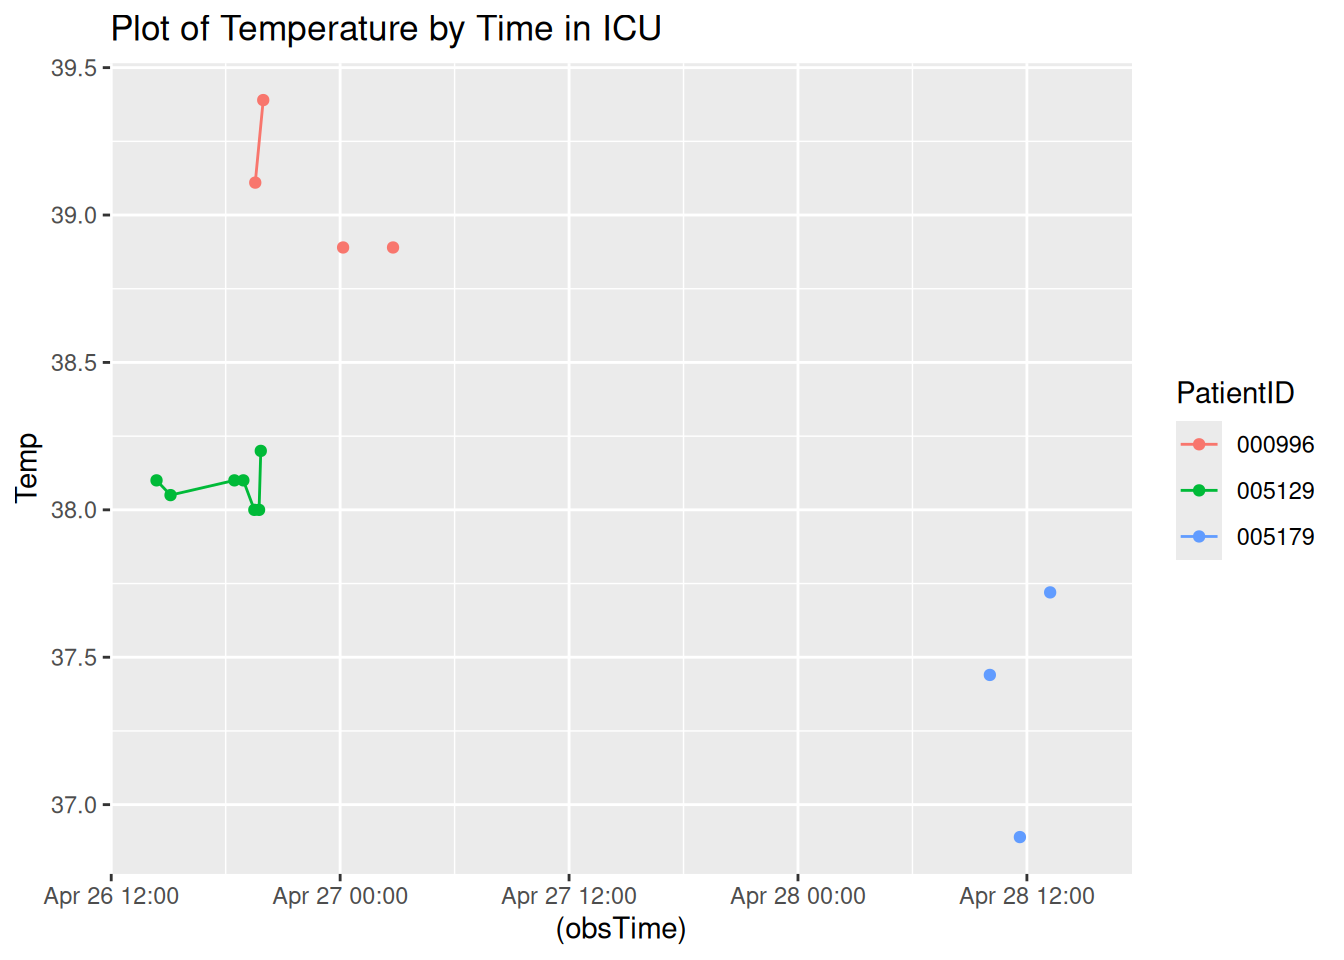 Plot of Temperature by Time in ICU
39.5
39.0
38.5
38.0
37.5
37.0
Temp
Apr 26 12:00 Apr 27 00:00 Apr 27 12:00 Apr 28 00:00 Apr 28 12:00
(obsTime)
PatientID
000996
005129
005179